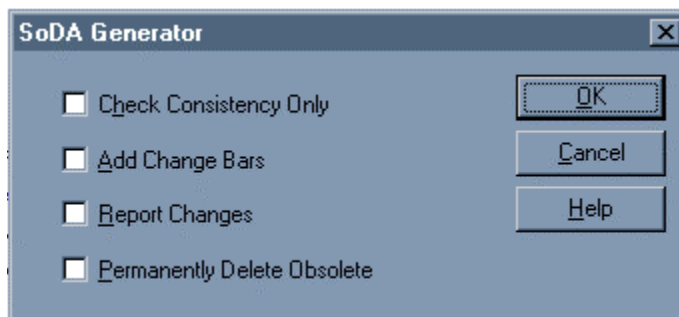 SoDA Generator
Check Consistency Only
OK
Add Change Bars
Cancel
Report Changes
Help
Permanently Delete Obsolete